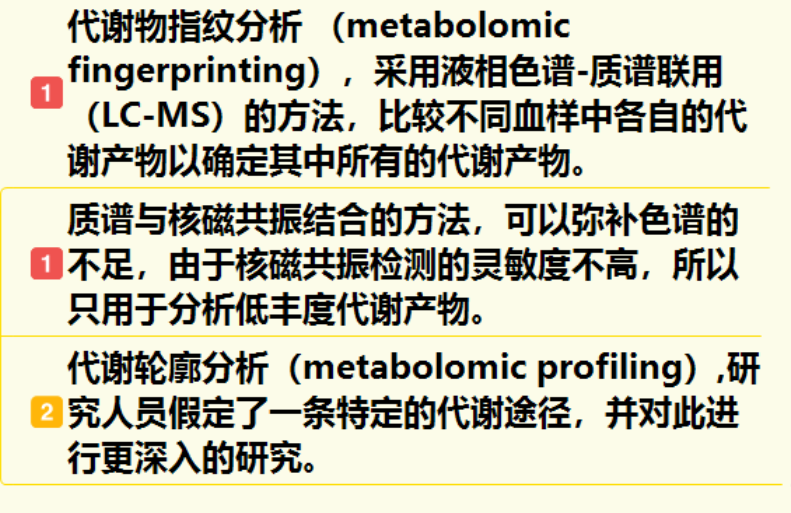 代谢物指纹分析 （metabolomic
fingerprinting），采用液相色谱-质谱联用
1
（LC-MS）的方法，比较不同血样中各自的代
谢产物以确定其中所有的代谢产物。
质谱与核磁共振结合的方法，可以弥补色谱的
1
不足，由于核磁共振检测的灵敏度不高，所以
只用于分析低丰度代谢产物。
代谢轮廓分析（metabolomic profiling）,研
2
究人员假定了一条特定的代谢途径，并对此进
行更深入的研究。